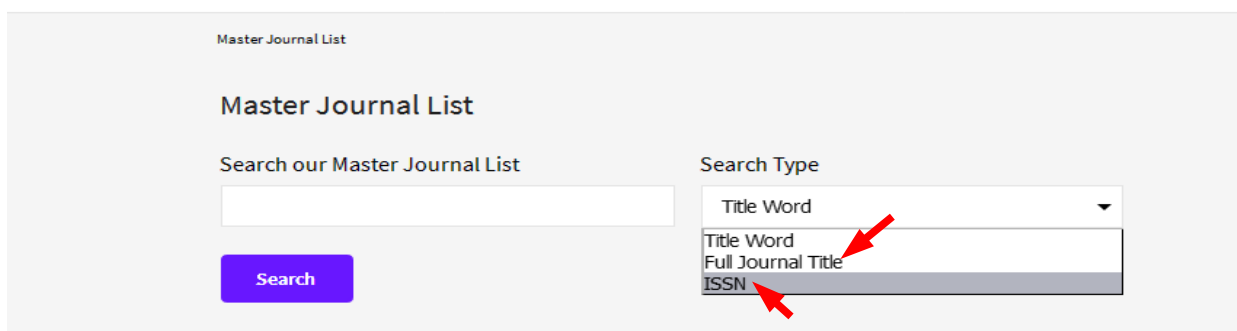 Master Journal List
Master Journal List
Search our Master Journal List
Search Type
Title Word
Title Word
Full Journal Title
ISSN
Search